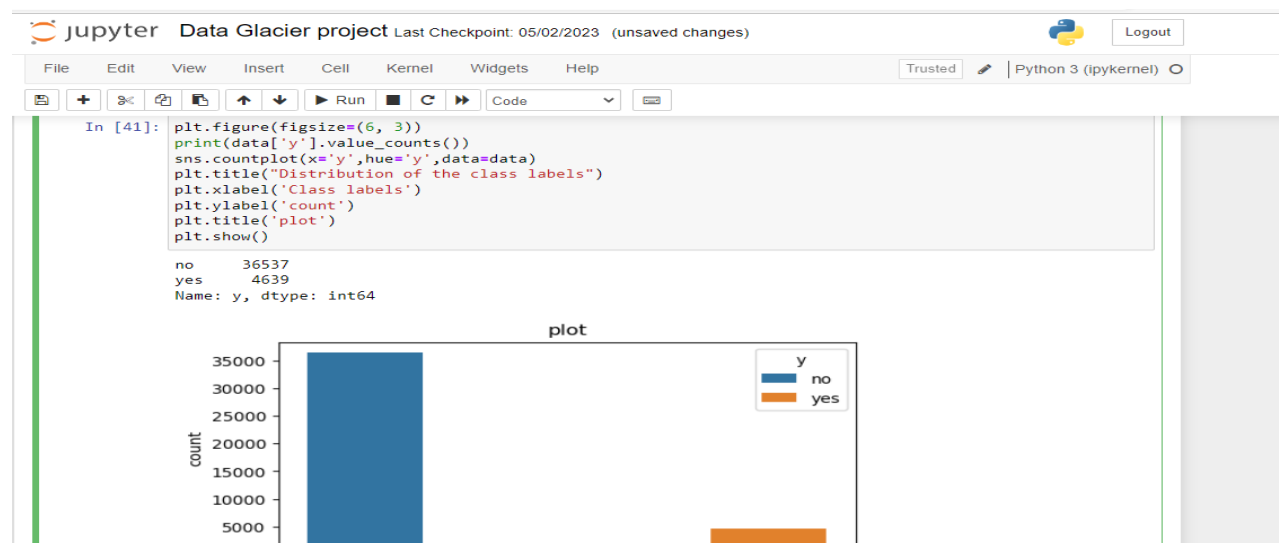 jupyter Data Glacier project Last Checkpoint: 05/02/2023 (unsaved changes) Logout
File Edit View Insert Cell Kernel Widgets Help Trusted Python 3 (ipykernel)
Run Code
In [41]: plt.figure(figsize=(6, 3))
print(data['y'].value_counts())
sns.countplot(x='y',hue='y',data=data)
plt.title("Distribution of the class labels")
plt.xlabel('Class labels')
plt.ylabel('count')
plt.title('plot')
plt.show()
no 36537
yes 4639
Name: y, dtype: int64
plot
35000
30000
25000
20000
15000
10000
5000
count
y
no
yes